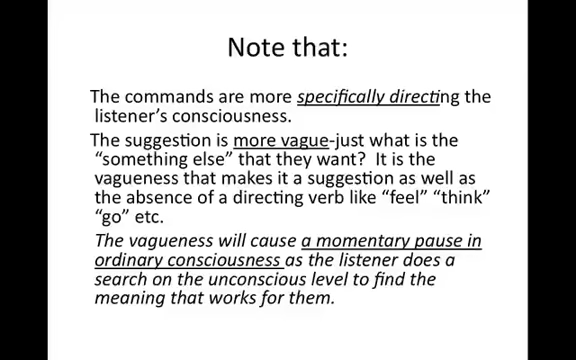 Note that:
The commands are more specifically directing the
listener's consciousness.
The suggestion is more vague-just what is the
"something else" that they want?  It is the
vagueness that makes it a suggestion as well as
the absence of a directing verb like "feel" "think"
"go" etc.
The vagueness will cause a momentary pause in
ordinary consciousness as the listener does a
search on the unconscious level to find the
meaning that works for them.